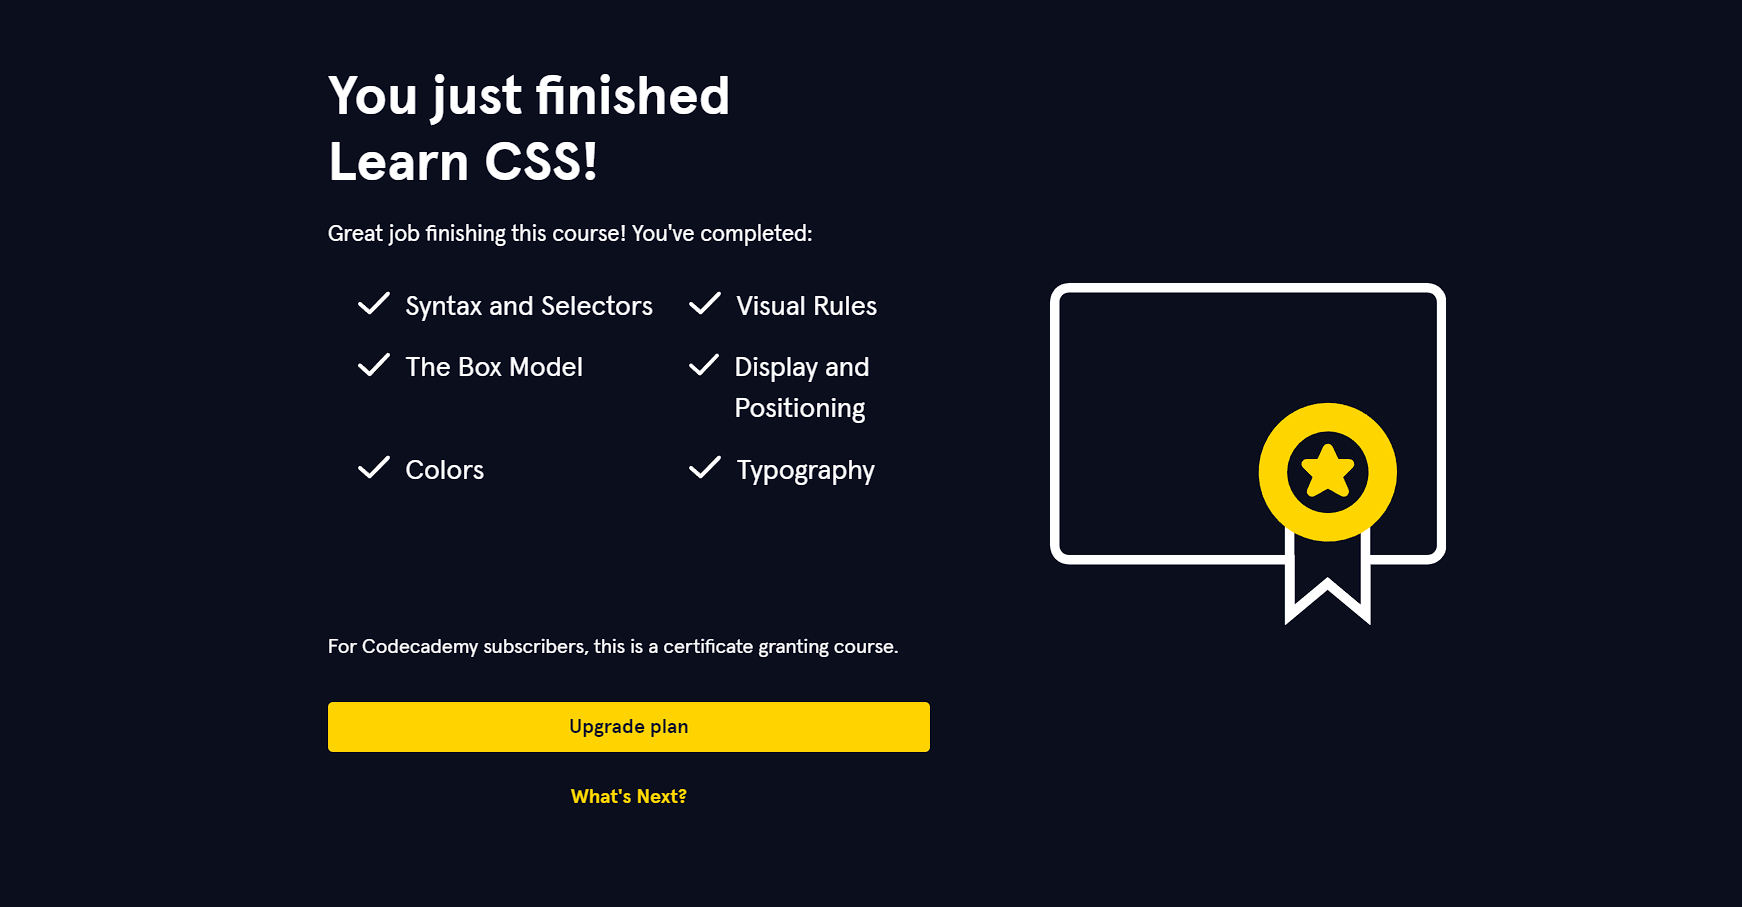 You just finished
Learn CSS!
Great job finishing this course! You've completed:
Syntax and Selectors
Visual Rules
The Box Model
Display and
Positioning
Colors
Typography
For Codecademy subscribers, this is a certificate granting course.
Upgrade plan
What's Next?